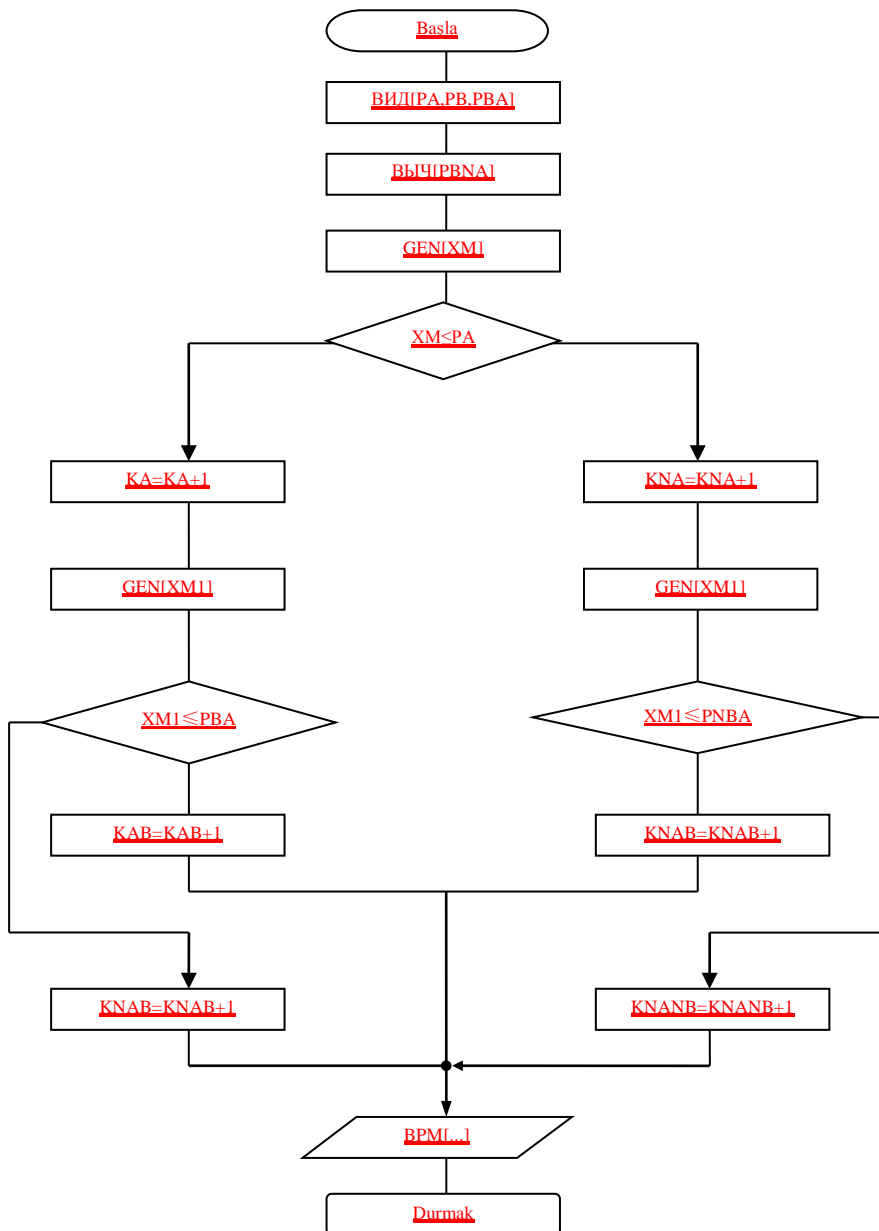 Basla
ВИД[PA,PB,PBA]
ВЫЧ[PBNA]
GEN[XM]
XM<PA
KA=KA+1
KNA=KNA+1
GEN[XM1]
GEN[XM1]
XM1≤PBA
XM1≤PNBA
KAB=KAB+1
KNAB=KNAB+1
KNAB=KNAB+1
KNANB=KNANB+1
BPM[...]
Durmak